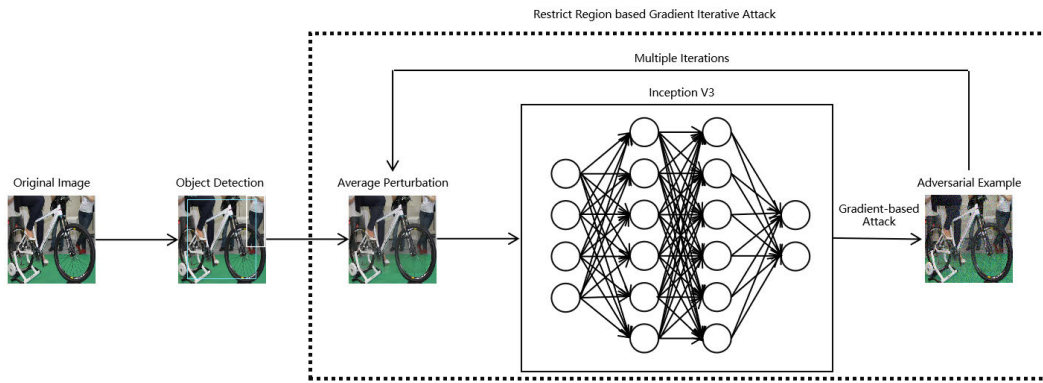 Restrict Region based Gradient Iterative Attack
Multiple Iterations
Inception V3
Original Image
Object Detection
Average Perturbation
Adversarial Example
Gradient-based
Attack